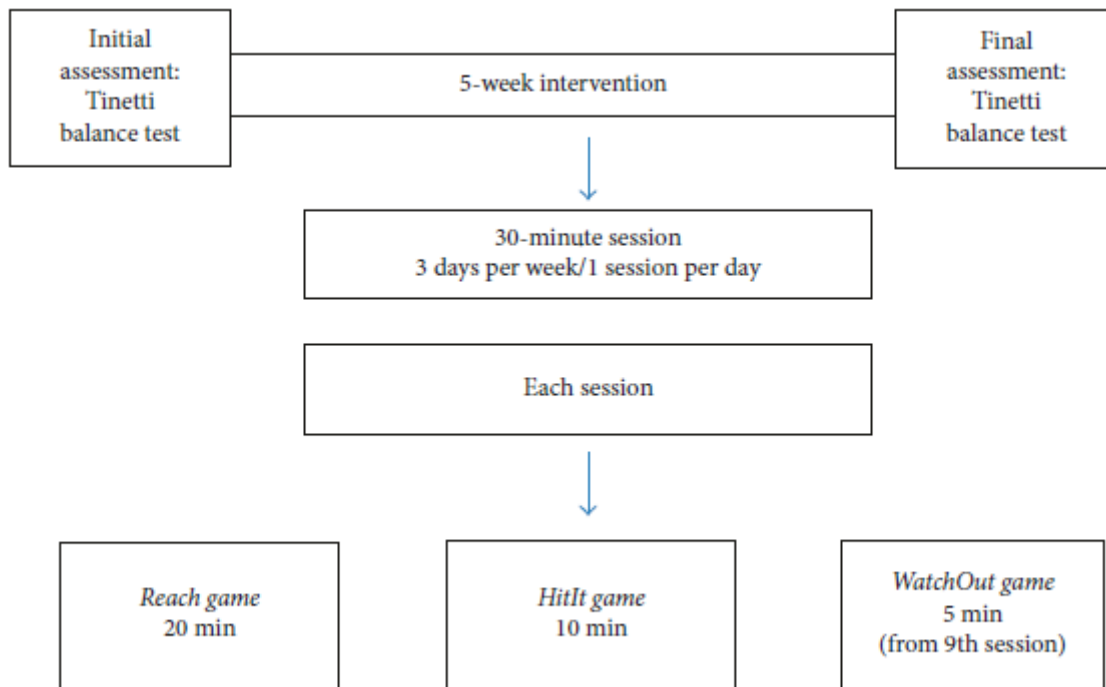 Initial
assessment:
Tinetti
balance test
5-week intervention
Final
assessment:
Tinetti
balance test
30-minute session
3 days per week/1 session per day
Each session
Reach game
20 min
HitIt game
10 min
WatchOut game
5 min
(from 9th session)